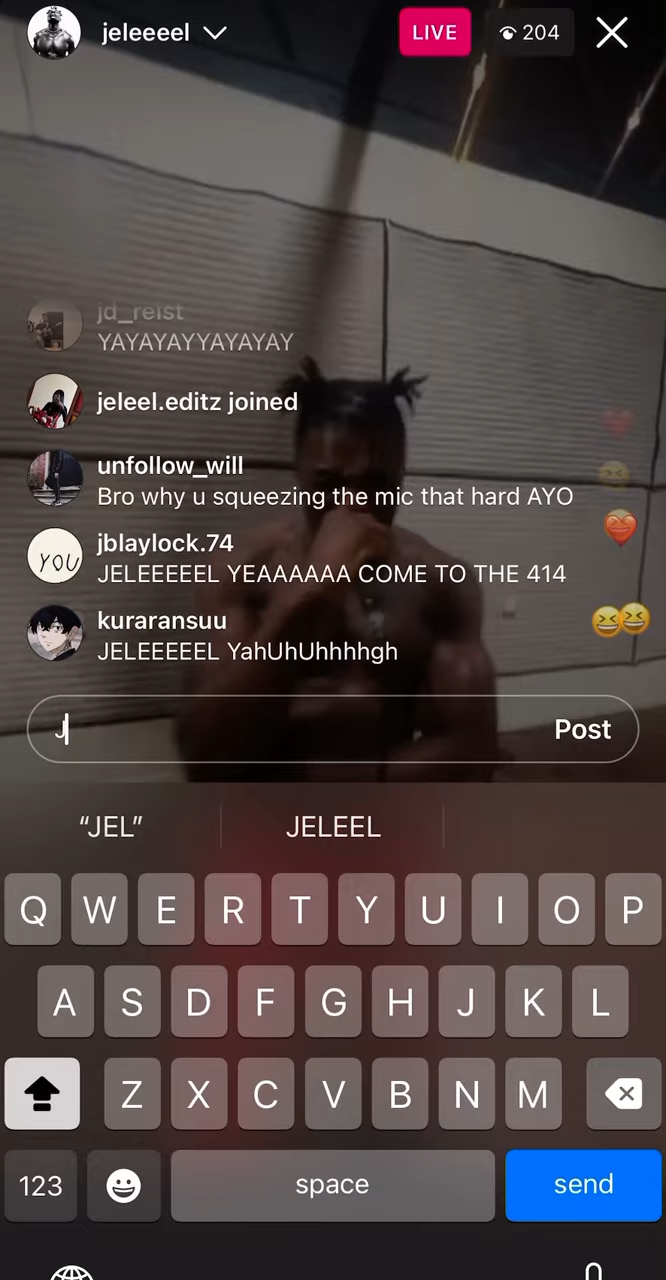 jeleeeel
LIVE
204
jd_reist
YAYAYAYYAYAYAY
jeleel.editz joined
unfollow_will
Bro why u squeezing the mic that hard AYO
YOU
jblaylock.74
JELEEEEEL YEAAAAAA COME TO THE 414
kuraransuu
JELEEEEEL YahUhUhhhhgh
J
Post
“JEL”
JELEEL
Q W E R T Y U I O P
A S D F G H J K L
Z X C V B N M
123
space
send